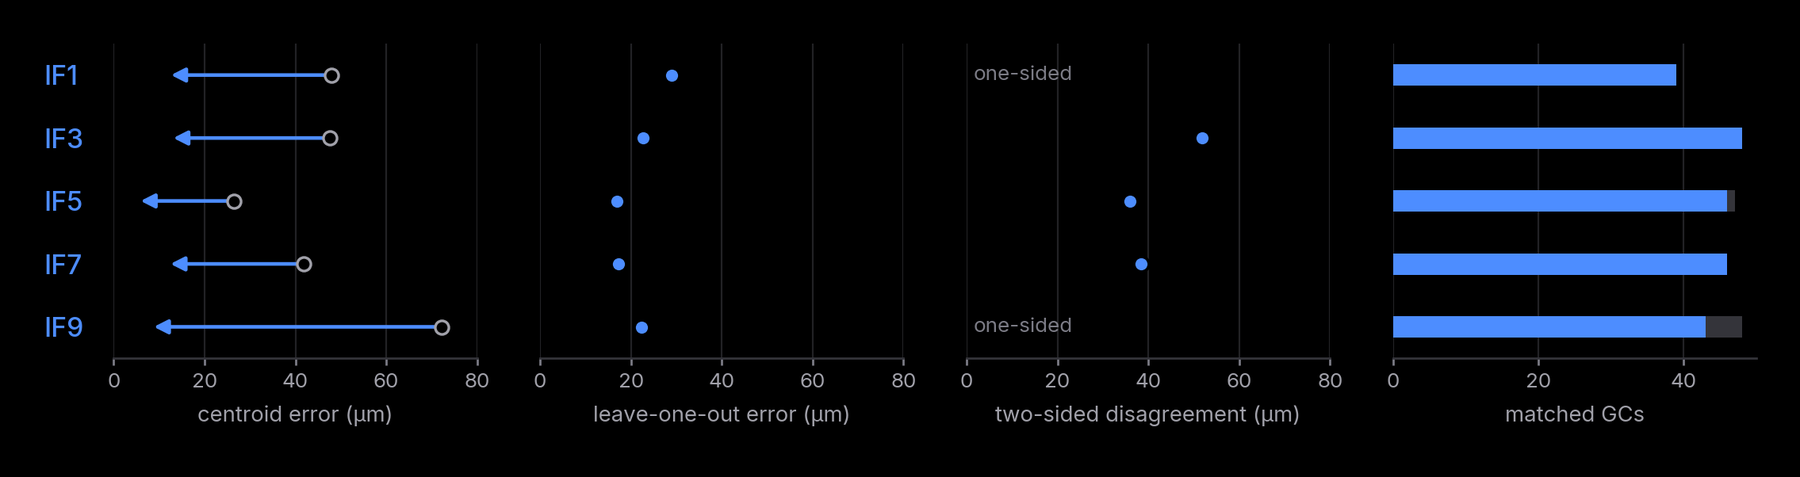 IF1
one-sided
IF3
IF5
IF7
IF9
one-sided
0 20 40 60 80
0 20 40 60 80
0 20 40 60 80
0 20 40
centroid error (μm)
leave-one-out error (μm)
two-sided disagreement (μm)
matched GCs